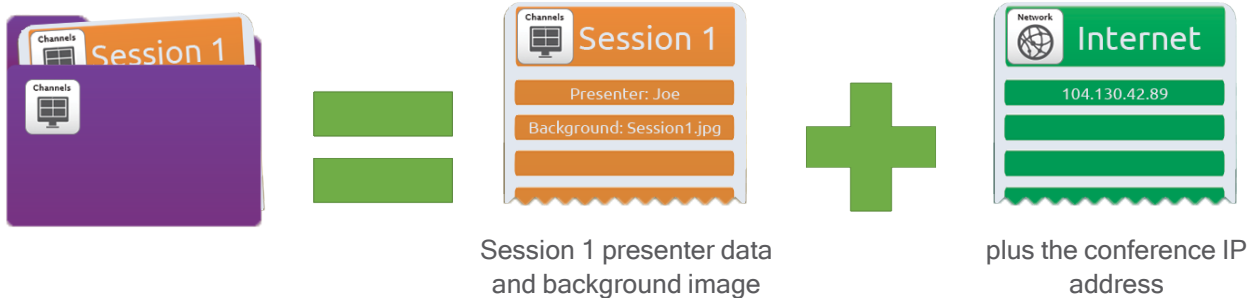 Channels
Session 1
Channels
Channels
Session 1
Presenter: Joe
Background: Session1.jpg
Session 1 presenter data
and background image
Network
Internet
104.130.42.89
plus the conference IP
address